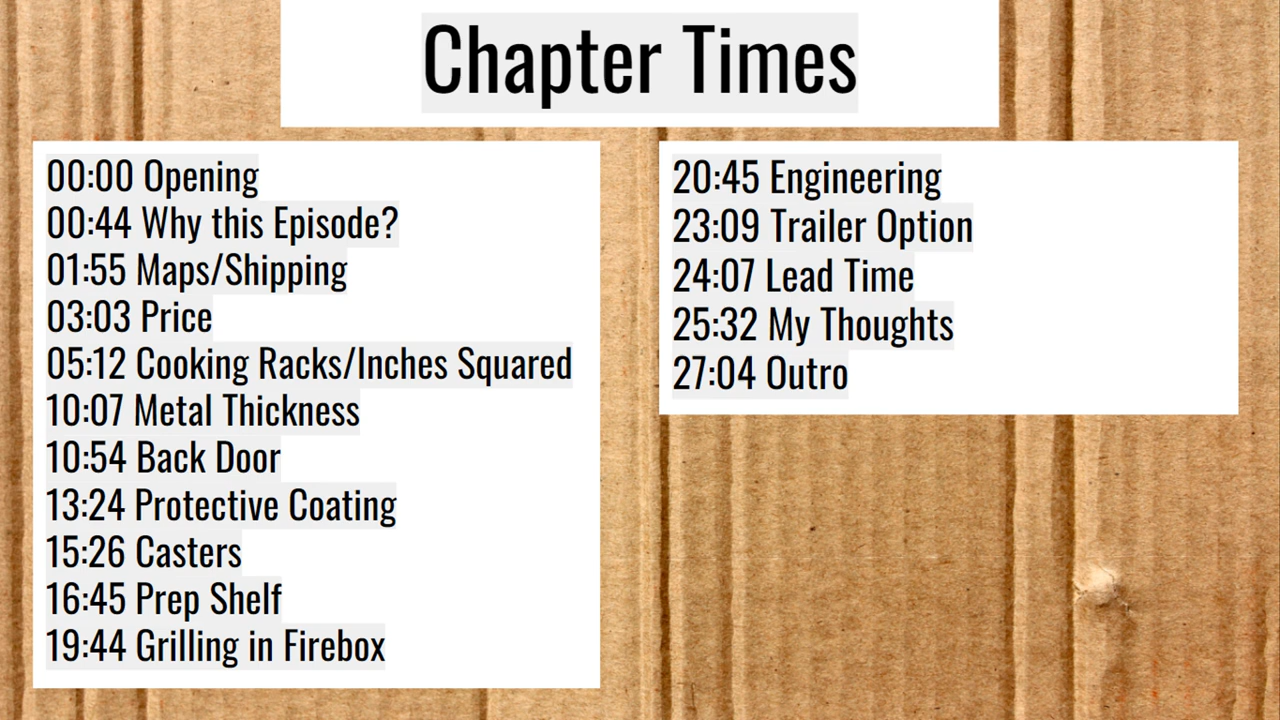 Chapter Times
00:00 Opening
00:44 Why this Episode?
01:55 Maps/Shipping
03:03 Price
05:12 Cooking Racks/Inches Squared
10:07 Metal Thickness
10:54 Back Door
13:24 Protective Coating
15:26 Casters
16:45 Prep Shelf
19:44 Grilling in Firebox
20:45 Engineering
23:09 Trailer Option
24:07 Lead Time
25:32 My Thoughts
27:04 Outro